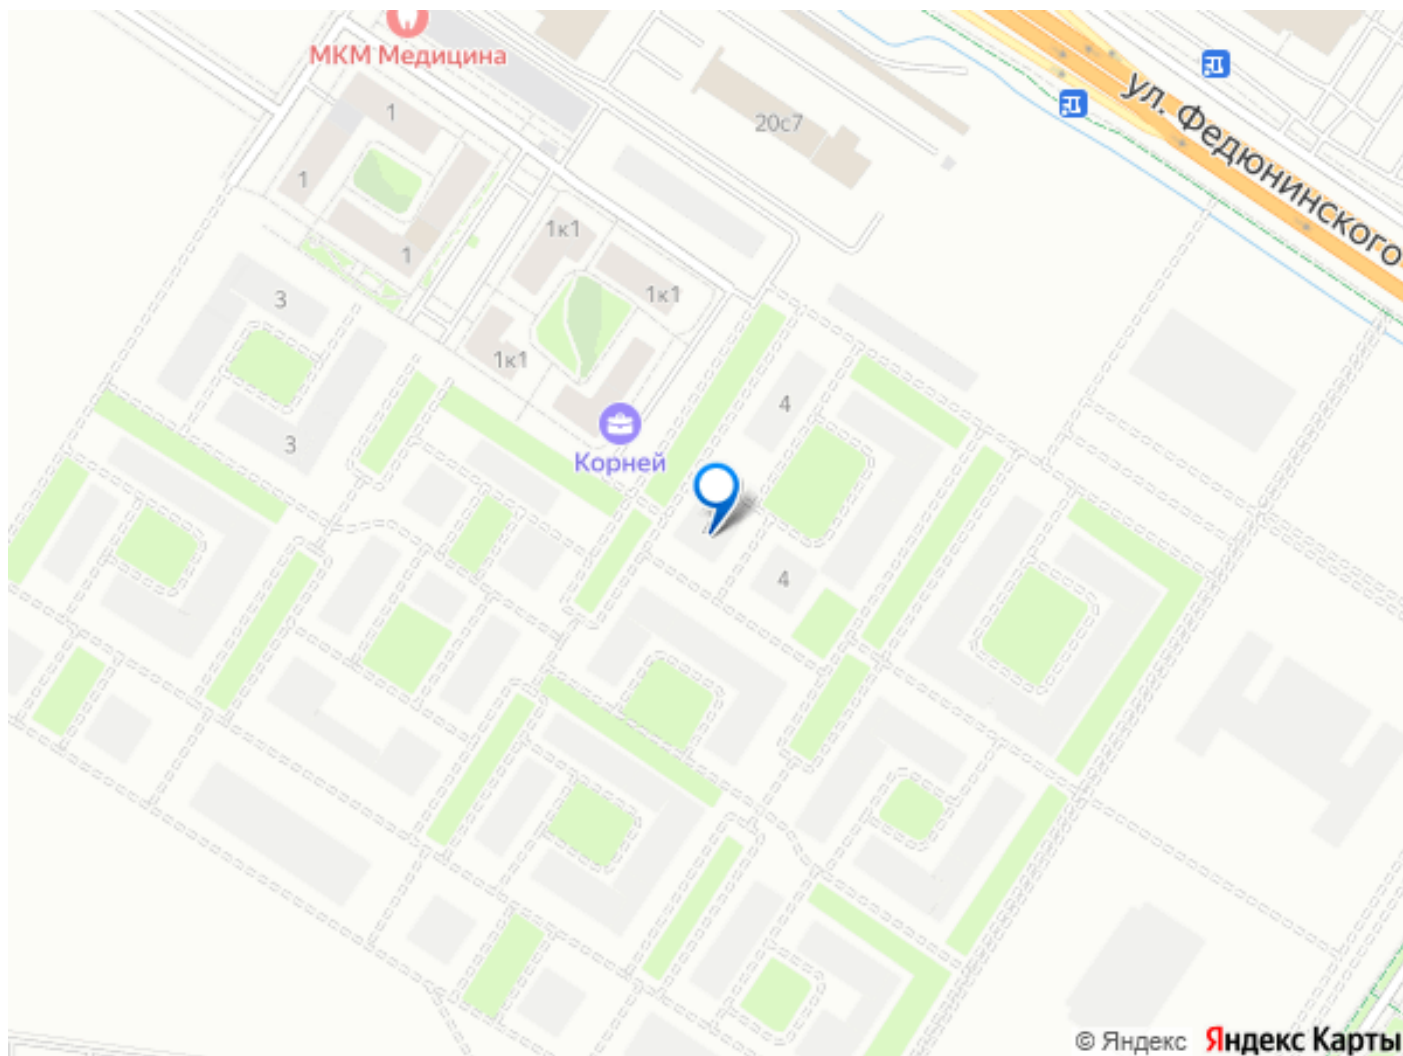 МКМ Медицина
ул. Федюнинского
1
20с7
1
1к1
1
3
1к1
1к1
4
3
Корней
4
© Яндекс Яндекс Карты